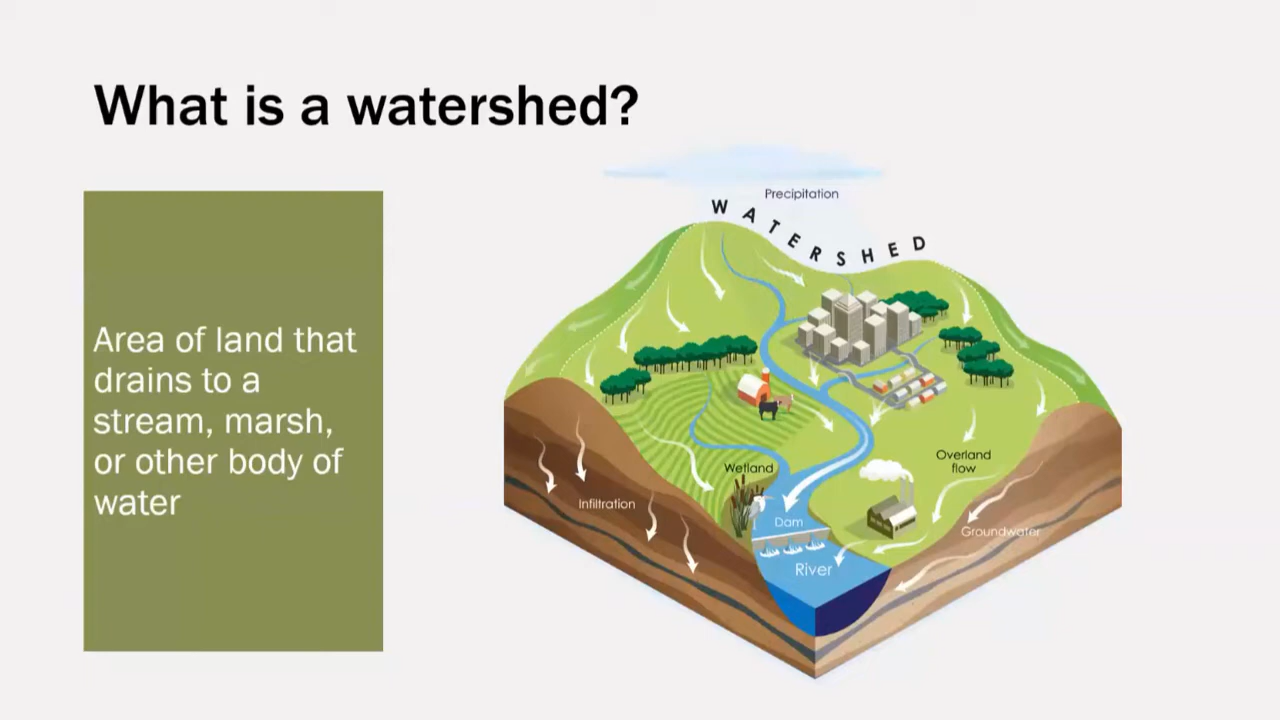 What is a watershed?
Area of land that
drains to a
stream, marsh,
or other body of
water
Precipitation
WATERSHED
Wetland
Overland
flow
Infiltration
Dam
Groundwater
River